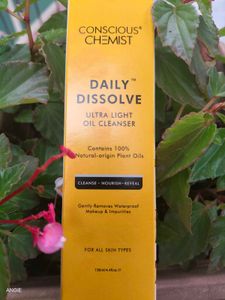 CONSCIOUS
CHEMIST
DAILY™
DISSOLVE
ULTRA LIGHT
OIL CLEANSER
Contains 100%
Natural-origin Plant Oils
CLEANSE • NOURISH • REVEAL
Gently Removes Waterproof
Makeup & Impurities
FOR ALL SKIN TYPES
ANGIE